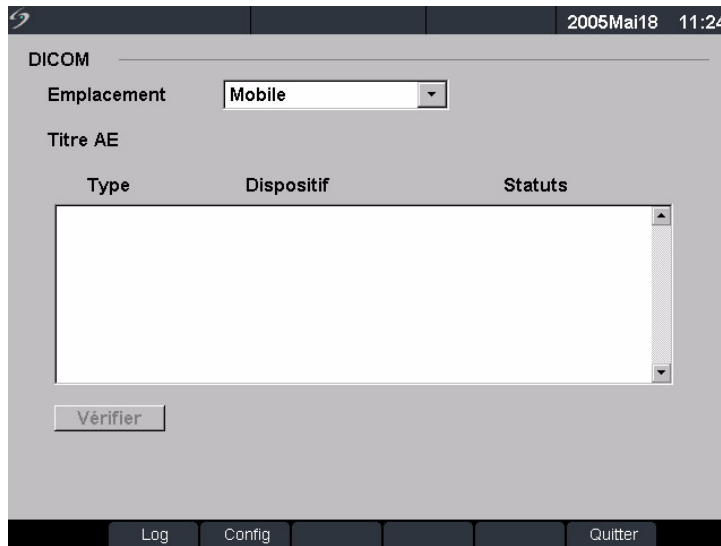 2005Mai18 11:24
DICOM
Emplacement Mobile
Titre AE
Type Dispositif Statuts
Vérifier
Log Config Quitter